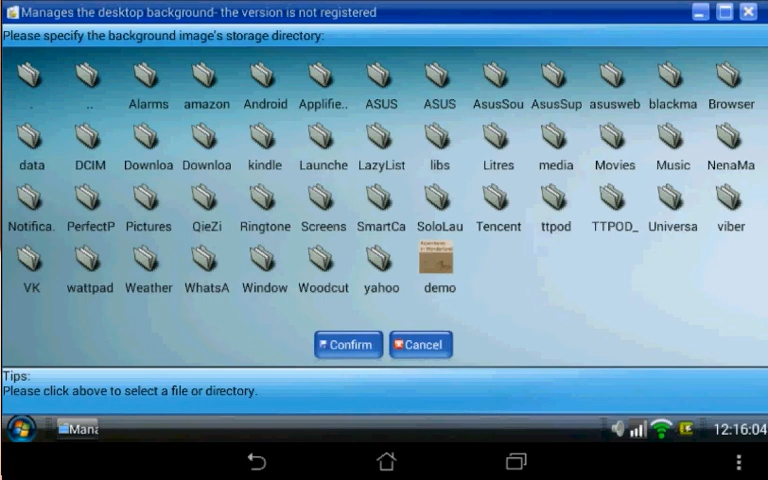 Manages the desktop background- the version is not registered
Please specify the background image's storage directory:
. .. Alarms amazon Android Applifie.. ASUS ASUS AsusSou AsusSup asusweb blackma Browser
data DCIM Downloa Downloa kindle Launche LazyList libs Litres media Movies Music NenaMa
Notifica. PerfectP Pictures QieZi Ringtone Screens SmartCa SoloLau Tencent ttpod TTPOD_ Universa viber
VK wattpad Weather WhatsA Window Woodcut yahoo demo
Confirm Cancel
Tips:
Please click above to select a file or directory.
Mana 12:16:04